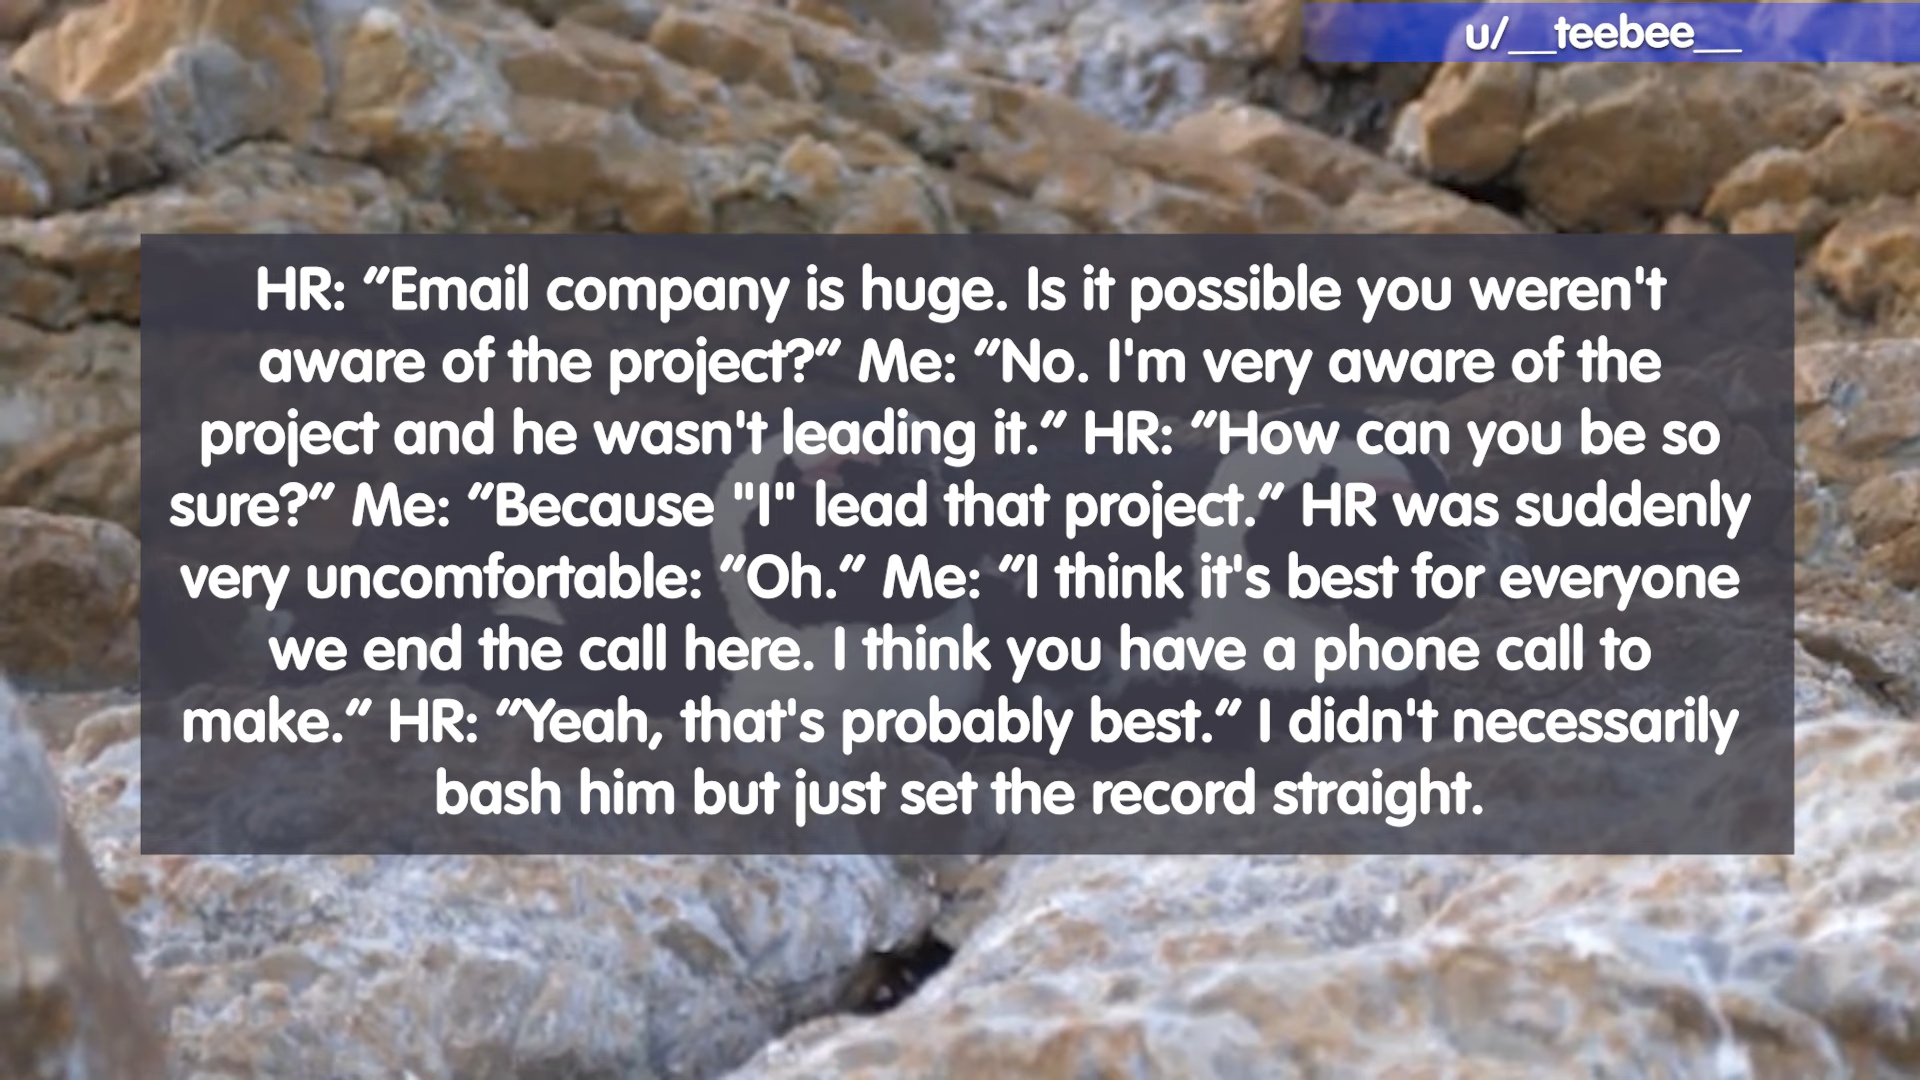 u/__teebee__
HR: “Email company is huge. Is it possible you weren't
aware of the project?” Me: “No. I'm very aware of the
project and he wasn't leading it.” HR: “How can you be so
sure?” Me: “Because "I" lead that project.” HR was suddenly
very uncomfortable: “Oh.” Me: “I think it's best for everyone
we end the call here. I think you have a phone call to
make.” HR: “Yeah, that's probably best.” I didn't necessarily
bash him but just set the record straight.